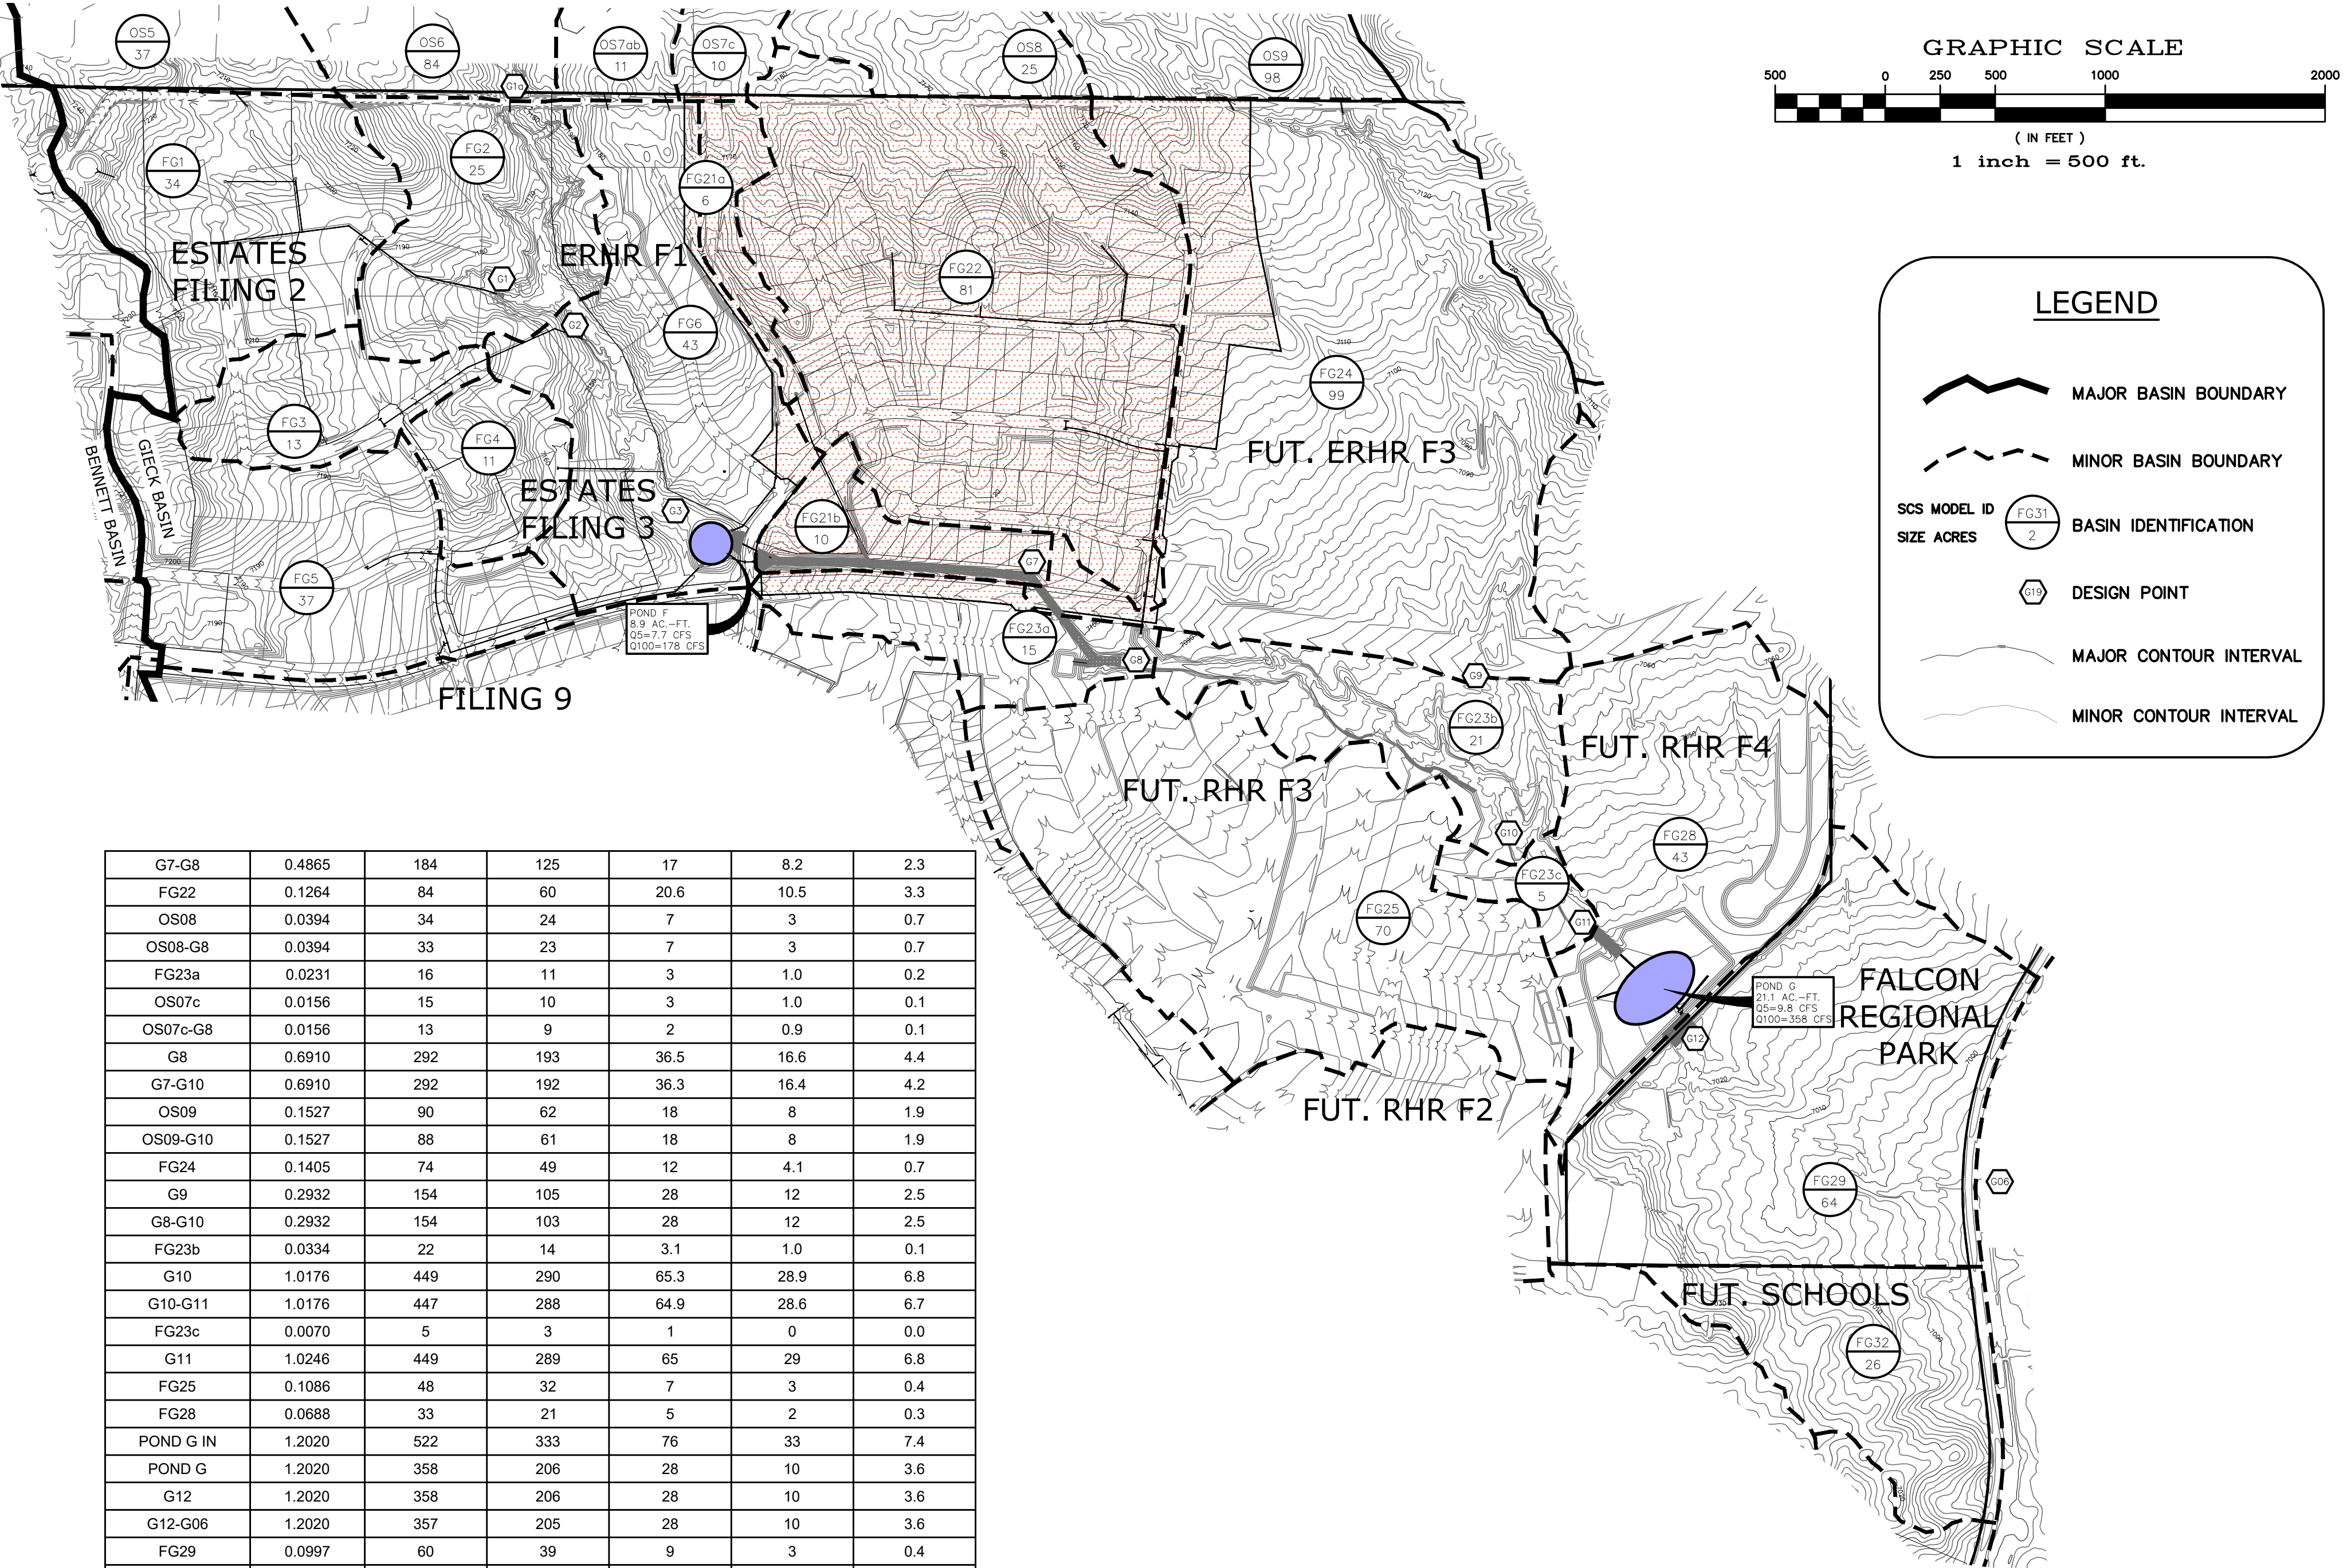 OS5
37
OS6
84
OS7ab
11
OS7c
10
OS8
25
OS9
98
G1a
GRAPHIC SCALE
500 0 250 500 1000 2000
( IN FEET )
1 inch = 500 ft.
FG1
34
FG2
25
FG21a
6
ESTATES
FILING 2
ERHR F1
G1
G2
FG6
43
FG22
81
FG24
99
FUT. ERHR F3
FG3
13
FG4
11
GIECK BASIN
BENNETT BASIN
ESTATES
FILING 3
G3
FG21b
10
G7
FG5
37
POND F
8.9 AC.-FT.
Q5=7.7 CFS
Q100=178 CFS
FG23a
15
G8
G9
FILING 9
FG23b
21
FUT. RHR F4
FUT. RHR F3
G10
FG28
43
FG23c
5
FG25
70
G11
POND G
21.1 AC.-FT.
Q5=9.8 CFS
Q100=358 CFS
FALCON
REGIONAL
PARK
G12
FUT. RHR F2
FG29
64
G06
FUT. SCHOOLS
FG32
26
LEGEND
MAJOR BASIN BOUNDARY
MINOR BASIN BOUNDARY
SCS MODEL ID
SIZE ACRES
FG31
2
BASIN IDENTIFICATION
G19
DESIGN POINT
MAJOR CONTOUR INTERVAL
MINOR CONTOUR INTERVAL
G7-G8 0.4865 184 125 17 8.2 2.3
FG22 0.1264 84 60 20.6 10.5 3.3
OS08 0.0394 34 24 7 3 0.7
OS08-G8 0.0394 33 23 7 3 0.7
FG23a 0.0231 16 11 3 1.0 0.2
OS07c 0.0156 15 10 3 1.0 0.1
OS07c-G8 0.0156 13 9 2 0.9 0.1
G8 0.6910 292 193 36.5 16.6 4.4
G7-G10 0.6910 292 192 36.3 16.4 4.2
OS09 0.1527 90 62 18 8 1.9
OS09-G10 0.1527 88 61 18 8 1.9
FG24 0.1405 74 49 12 4.1 0.7
G9 0.2932 154 105 28 12 2.5
G8-G10 0.2932 154 103 28 12 2.5
FG23b 0.0334 22 14 3.1 1.0 0.1
G10 1.0176 449 290 65.3 28.9 6.8
G10-G11 1.0176 447 288 64.9 28.6 6.7
FG23c 0.0070 5 3 1 0 0.0
G11 1.0246 449 289 65 29 6.8
FG25 0.1086 48 32 7 3 0.4
FG28 0.0688 33 21 5 2 0.3
POND G IN 1.2020 522 333 76 33 7.4
POND G 1.2020 358 206 28 10 3.6
G12 1.2020 358 206 28 10 3.6
G12-G06 1.2020 357 205 28 10 3.6
FG29 0.0997 60 39 9 3 0.4